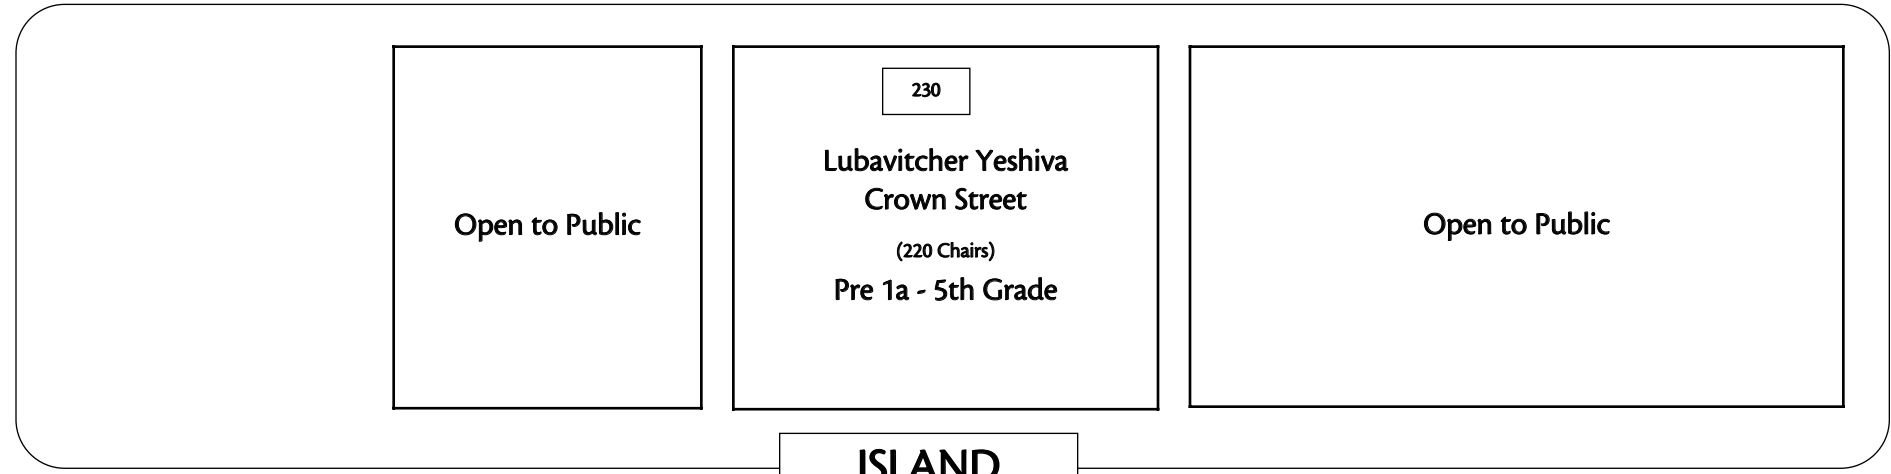 Open to Public
230
Lubavitcher Yeshiva
Crown Street
(220 Chairs)
Pre 1a - 5th Grade
Open to Public
ISLAND